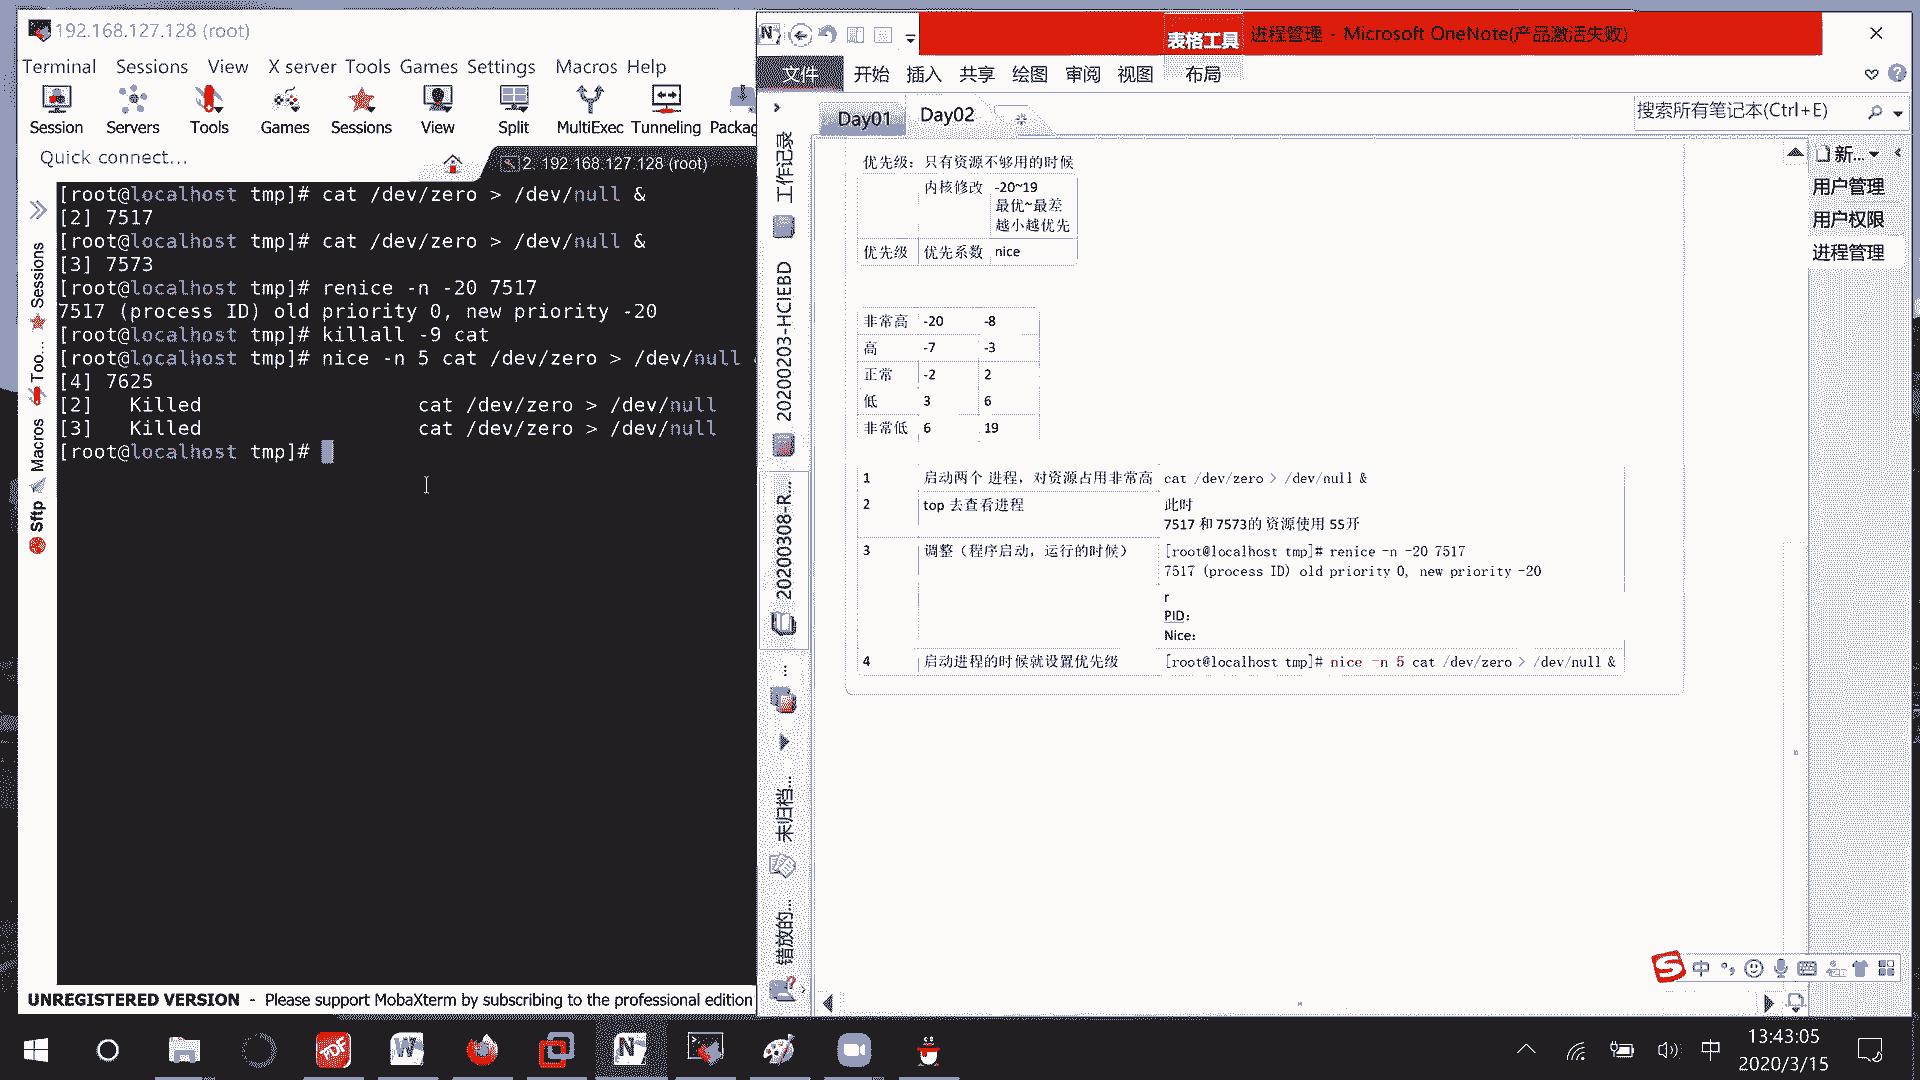 192.168.127.128 (root)
Terminal Sessions View X server Tools Games Settings Macros Help
Session Servers Tools Games Sessions View Split MultiExec Tunneling Packag
Quick connect...
2. 192.168.127.128 (root)
Sessions
Too...
Macros
Sftp
[root@localhost tmp]# cat /dev/zero > /dev/null &
[2] 7517
[root@localhost tmp]# cat /dev/zero > /dev/null &
[3] 7573
[root@localhost tmp]# renice -n -20 7517
7517 (process ID) old priority 0, new priority -20
[root@localhost tmp]# killall -9 cat
[root@localhost tmp]# nice -n 5 cat /dev/zero > /dev/null
[4] 7625
[2] Killed cat /dev/zero > /dev/null
[3] Killed cat /dev/zero > /dev/null
[root@localhost tmp]#
UNREGISTERED VERSION - Please support MobaXterm by subscribing to the professional edition
表格工具 进程管理 - Microsoft OneNote(产品激活失败)
文件 开始 插入 共享 绘图 审阅 视图 布局
Day01 Day02
搜索所有笔记本(Ctrl+E)
工作记录
20200203-HCIEBD
20200308-R...
...
未归档...
错放的...
新...
用户管理
用户权限
进程管理
优先级：只有资源不够用的时候
内核修改 -20~19
最优~最差
越小越优先
优先级 优先系数 nice
非常高 -20 -8
高 -7 -3
正常 -2 2
低 3 6
非常低 6 19
1 启动两个 进程，对资源占用非常高 cat /dev/zero > /dev/null &
2 top 去查看进程 此时
7517 和 7573的 资源使用 55开
3 调整（程序启动，运行的时候） [root@localhost tmp]# renice -n -20 7517
7517 (process ID) old priority 0, new priority -20
r
PID：
Nice：
4 启动进程的时候就设置优先级 [root@localhost tmp]# nice -n 5 cat /dev/zero > /dev/null &
中
中
13:43:05
2020/3/15